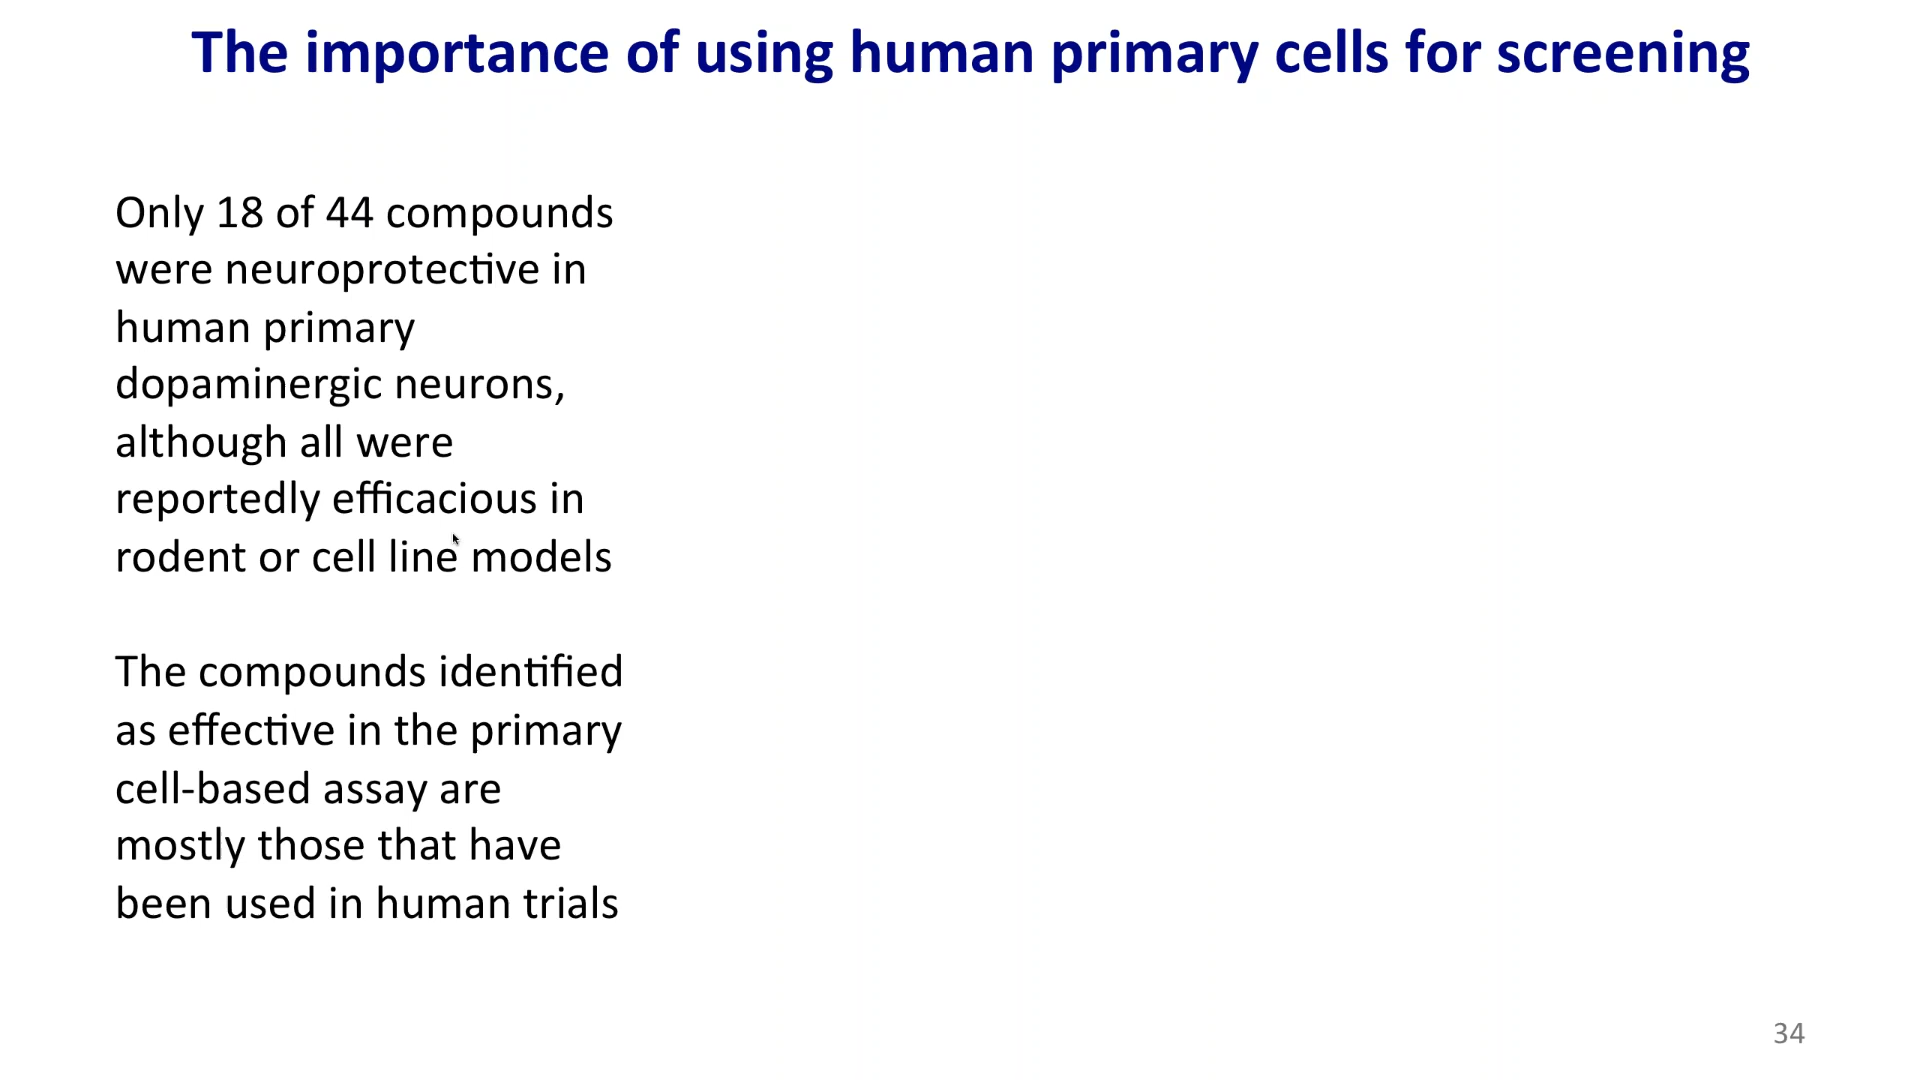 The importance of using human primary cells for screening
Only 18 of 44 compounds
were neuroprotective in
human primary
dopaminergic neurons,
although all were
reportedly efficacious in
rodent or cell line models
The compounds identified
as effective in the primary
cell-based assay are
mostly those that have
been used in human trials
34